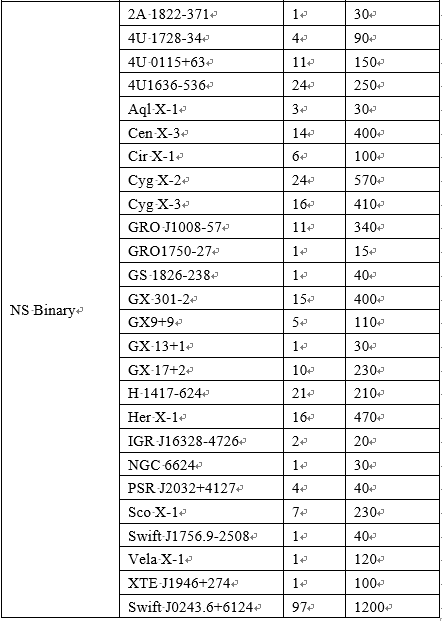 2A 1822-371 1 30
4U 1728-34 4 90
4U 0115+63 11 150
4U1636-536 24 250
Aql X-1 3 30
Cen X-3 14 400
Cir X-1 6 100
Cyg X-2 24 570
Cyg X-3 16 410
GRO J1008-57 11 340
GRO1750-27 1 15
GS 1826-238 1 40
NS Binary GX 301-2 15 400
GX9+9 5 110
GX 13+1 1 30
GX 17+2 10 230
H 1417-624 21 210
Her X-1 16 470
IGR J16328-4726 2 20
NGC 6624 1 30
PSR J2032+4127 4 40
Sco X-1 7 230
Swift J1756.9-2508 1 40
Vela X-1 1 120
XTE J1946+274 1 100
Swift J0243.6+6124 97 1200